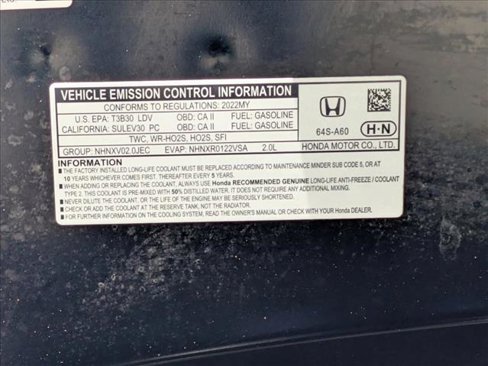 VEHICLE EMISSION CONTROL INFORMATION
CONFORMS TO REGULATIONS: 2022MY
U.S. EPA: T3B30 LDV OBD: CA II FUEL: GASOLINE
CALIFORNIA: SULEV30 PC OBD: CA II FUEL: GASOLINE
TWC, WR-HO2S, HO2S, SFI
GROUP: NHNXV02.0JEC EVAP: NHNXR0122VSA 2.0L
64S-A60
H-N
HONDA MOTOR CO., LTD.
INFORMATION
■ THE FACTORY INSTALLED LONG-LIFE COOLANT MUST BE REPLACED ACCORDING TO MAINTENANCE MINDER SUB CODE 5, OR AT
10 YEARS WHICHEVER COMES FIRST. THEREAFTER EVERY 5 YEARS.
■ WHEN ADDING OR REPLACING COOLANT, ALWAYS USE Honda RECOMMENDED GENUINE LONG-LIFE ANTI-FREEZE / COOLANT
TYPE 2. THIS COOLANT IS PRE-MIXED WITH 50% DISTILLED WATER. IT DOES NOT REQUIRE ANY ADDITIONAL MIXING.
■ NEVER DILUTE THE COOLANT, OR THE ENGINE MAY BE SERIOUSLY DAMAGED.
■ CHECK OR ADD THE COOLANT AT THE RESERVE TANK, NOT THE RADIATOR.
■ FOR FURTHER INFORMATION ON THE COOLING SYSTEM, READ THE OWNER'S MANUAL OR CHECK WITH YOUR Honda DEALER.